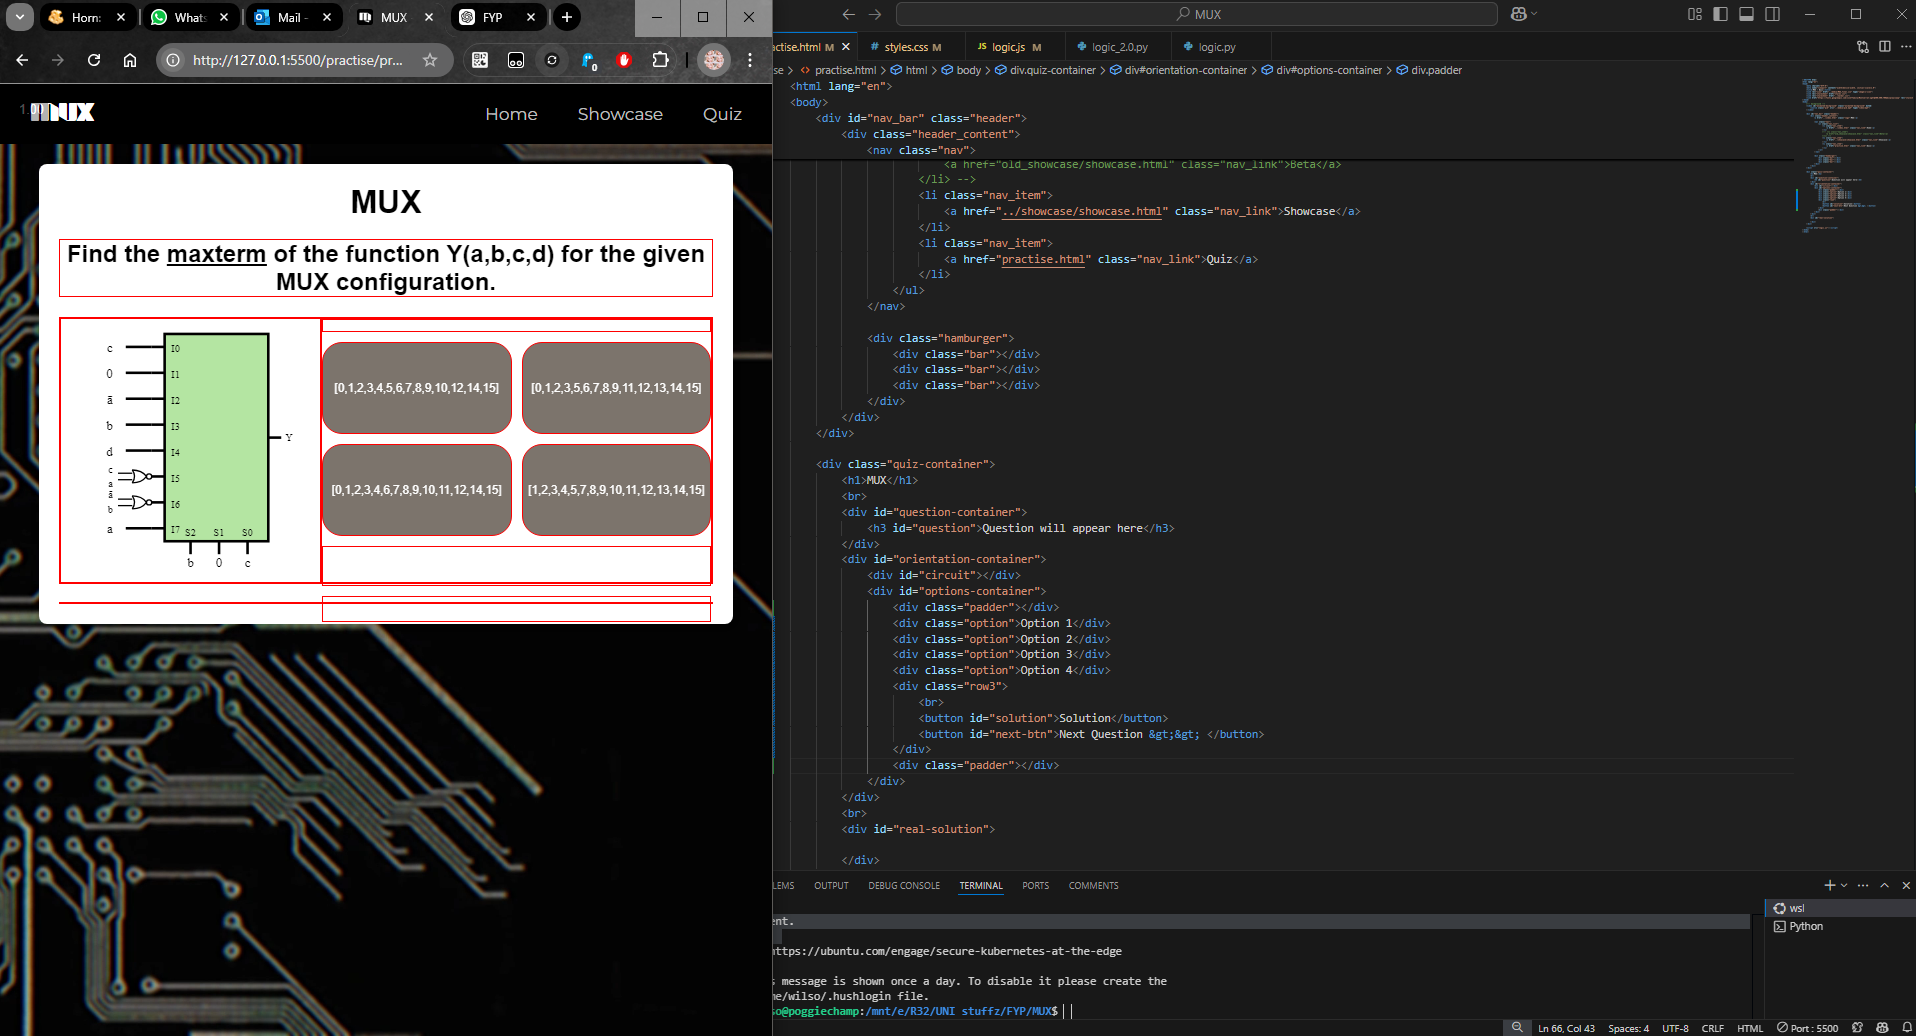 Horn:
Whats
Mail -
MUX
FYP
http://127.0.0.1:5500/practise/pr...
0
1.00
MUX
Home
Showcase
Quiz
MUX
Find the maxterm of the function Y(a,b,c,d) for the given
MUX configuration.
c
0
ā
b
d
c
a
ā
b
a
I0
I1
I2
I3
I4
I5
I6
I7
S2 S1 S0
b 0 c
Y
[0,1,2,3,4,5,6,7,8,9,10,12,14,15]
[0,1,2,3,5,6,7,8,9,11,12,13,14,15]
[0,1,2,3,4,6,7,8,9,10,11,12,14,15]
[1,2,3,4,5,7,8,9,10,11,12,13,14,15]
MUX
actise.html M
# styles.css M
JS logic.js M
logic_2.0.py
logic.py
se > <> practise.html > html > body > div.quiz-container > div#orientation-container > div#options-container > div.padder
<html lang="en">
<body>
<div id="nav_bar" class="header">
<div class="header_content">
<nav class="nav">
<a href="old_showcase/showcase.html" class="nav_link">Beta</a>
</li> -->
<li class="nav_item">
<a href="../showcase/showcase.html" class="nav_link">Showcase</a>
</li>
<li class="nav_item">
<a href="practise.html" class="nav_link">Quiz</a>
</li>
</ul>
</nav>
<div class="hamburger">
<div class="bar"></div>
<div class="bar"></div>
<div class="bar"></div>
</div>
</div>
</div>
<div class="quiz-container">
<h1>MUX</h1>
<br>
<div id="question-container">
<h3 id="question">Question will appear here</h3>
</div>
<div id="orientation-container">
<div id="circuit"></div>
<div id="options-container">
<div class="padder"></div>
<div class="option">Option 1</div>
<div class="option">Option 2</div>
<div class="option">Option 3</div>
<div class="option">Option 4</div>
<div class="row3">
<br>
<button id="solution">Solution</button>
<button id="next-btn">Next Question &gt;&gt; </button>
</div>
<div class="padder"></div>
</div>
</div>
<br>
<div id="real-solution">
</div>
LEMS
OUTPUT
DEBUG CONSOLE
TERMINAL
PORTS
COMMENTS
ent.
https://ubuntu.com/engage/secure-kubernetes-at-the-edge
s message is shown once a day. To disable it please create the
me/wilso/.hushlogin file.
so@poggiechamp:/mnt/e/R32/UNI stuffz/FYP/MUX$
wsl
Python
Ln 66, Col 43
Spaces: 4
UTF-8
CRLF
HTML
Port : 5500